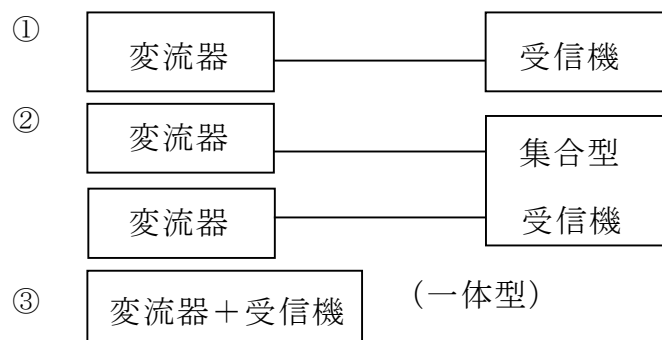 ①
変流器 受信機
②
変流器 集合型
変流器 受信機
③
変流器＋受信機 （一体型）